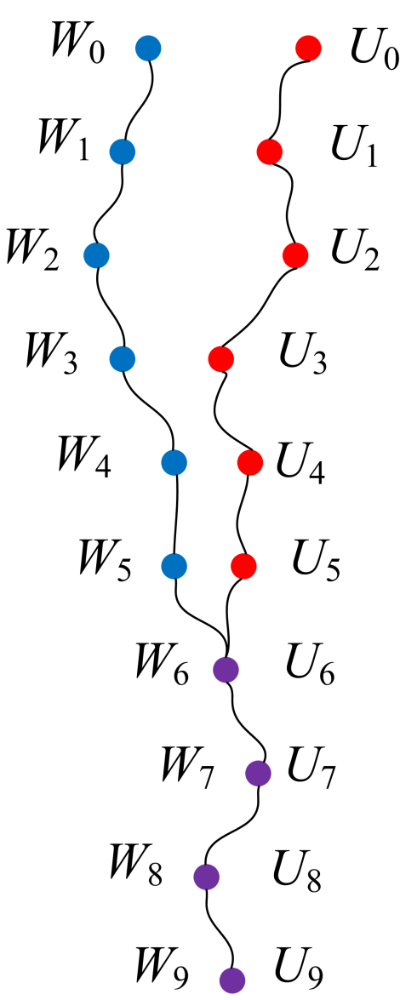 W₀ U₀
W₁ U₁
W₂ U₂
W₃ U₃
W₄ U₄
W₅ U₅
W₆ U₆
W₇ U₇
W₈ U₈
W₉ U₉